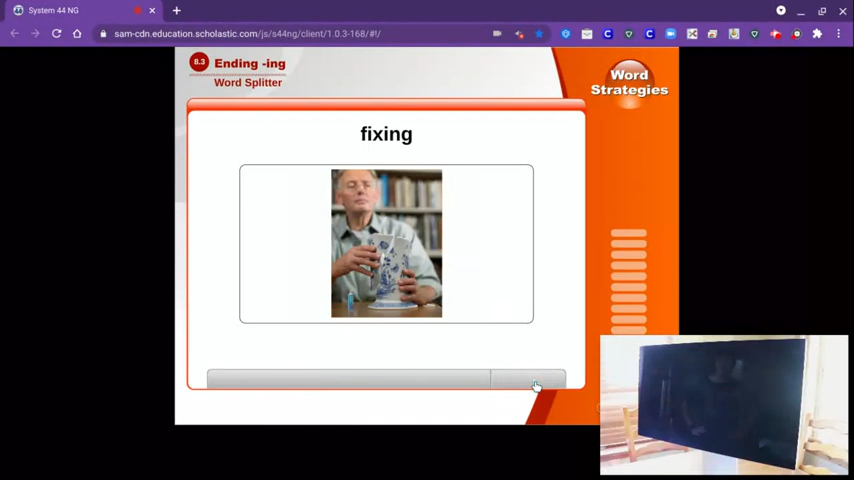 System 44 NG
sam-cdn.education.scholastic.com/js/s44ng/client/1.0.3-168/#!/
8.3 Ending -ing
Word Splitter
Word
Strategies
fixing